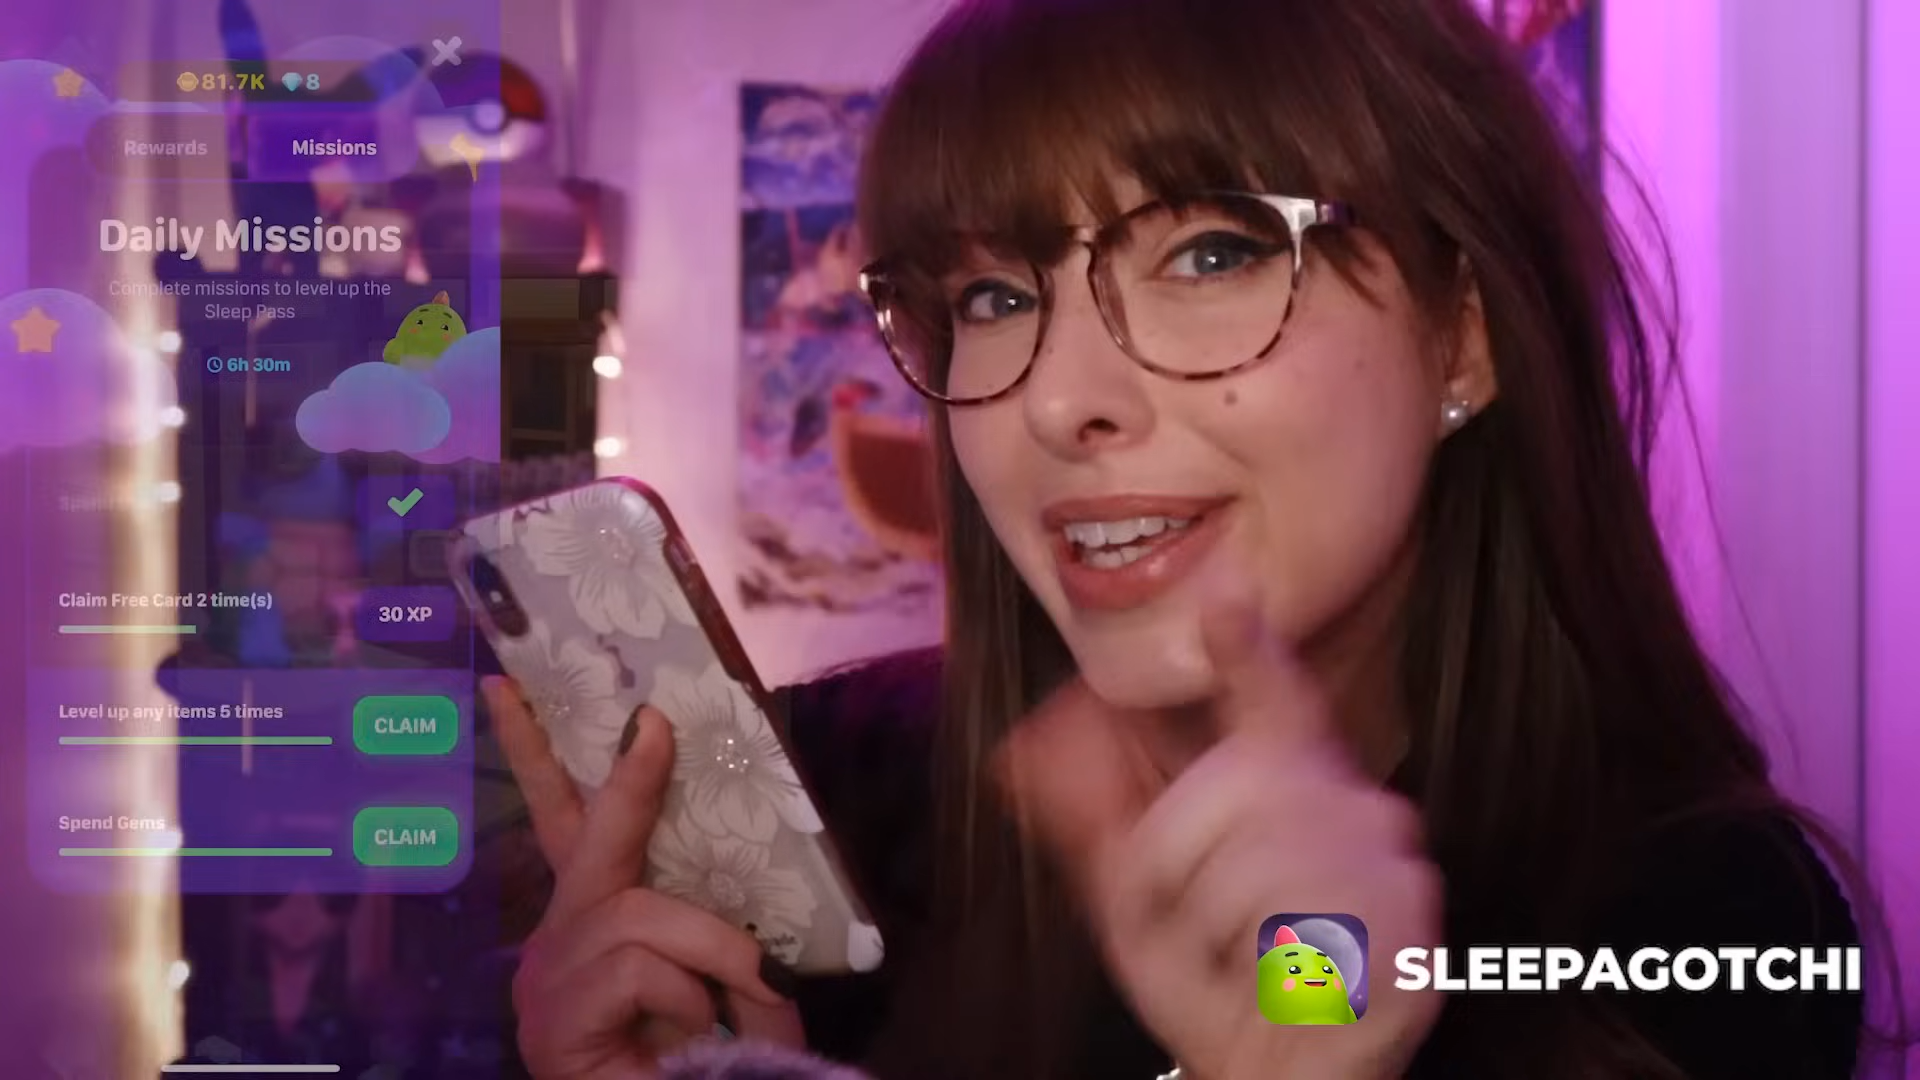 81.7K 8
Rewards Missions
Daily Missions
Complete missions to level up the
Sleep Pass
6h 30m
Claim Free Card 2 time(s)
30 XP
Level up any items 5 times
CLAIM
Spend Gems
CLAIM
SLEEPAGOTCHI